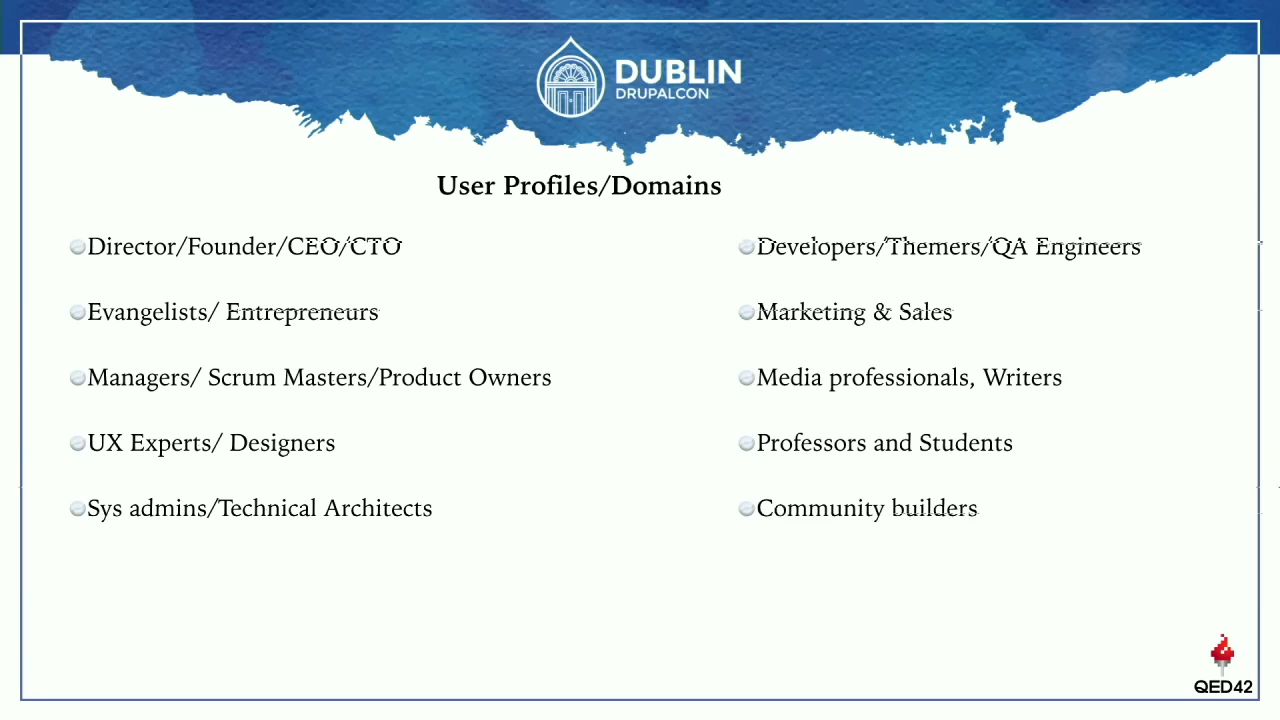 DUBLIN
DRUPALCON
User Profiles/Domains
Director/Founder/CEO/CTO
Evangelists/ Entrepreneurs
Managers/ Scrum Masters/Product Owners
UX Experts/ Designers
Sys admins/Technical Architects
Developers/Themers/QA Engineers
Marketing & Sales
Media professionals, Writers
Professors and Students
Community builders
QED42